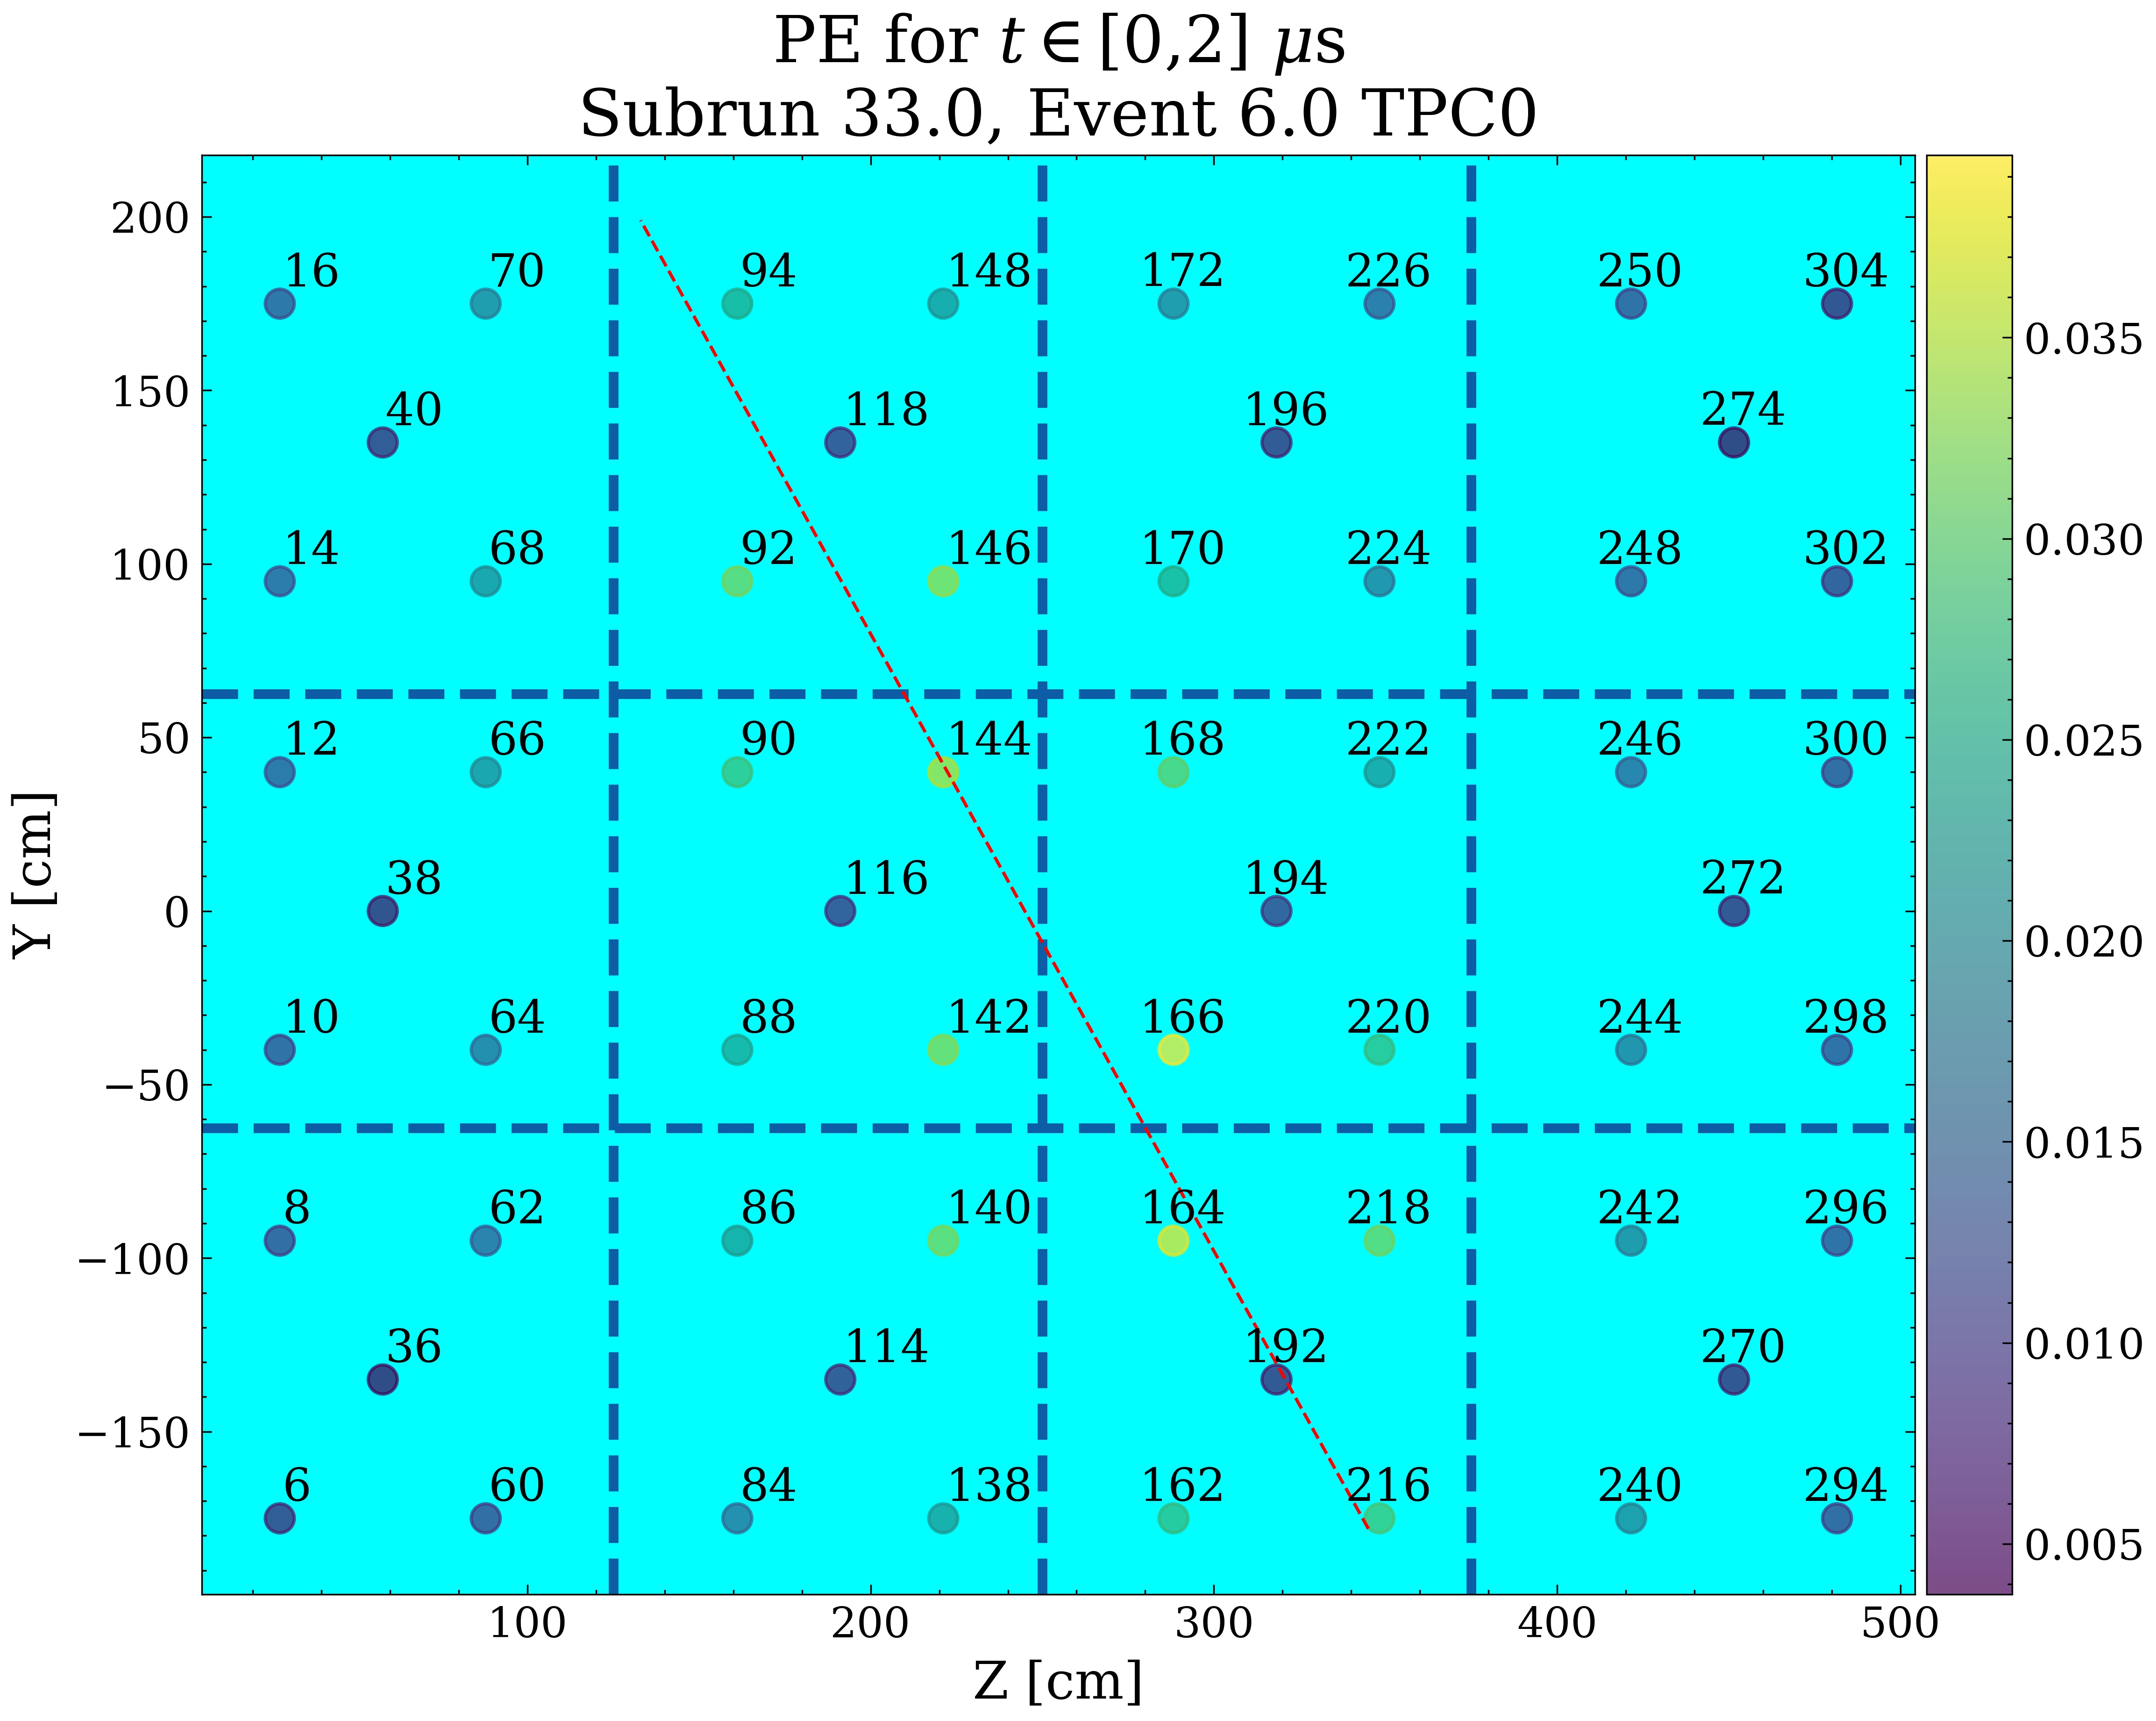 PE for t ∈ [0,2] μs
Subrun 33.0, Event 6.0 TPC0
16 70 94 148 172 226 250 304
40 118 196 274
14 68 92 146 170 224 248 302
12 66 90 144 168 222 246 300
38 116 194 272
10 64 88 142 166 220 244 298
8 62 86 140 164 218 242 296
36 114 192 270
6 60 84 138 162 216 240 294
200
150
100
50
0
−50
−100
−150
Y [cm]
100 200 300 400 500
Z [cm]
0.035
0.030
0.025
0.020
0.015
0.010
0.005